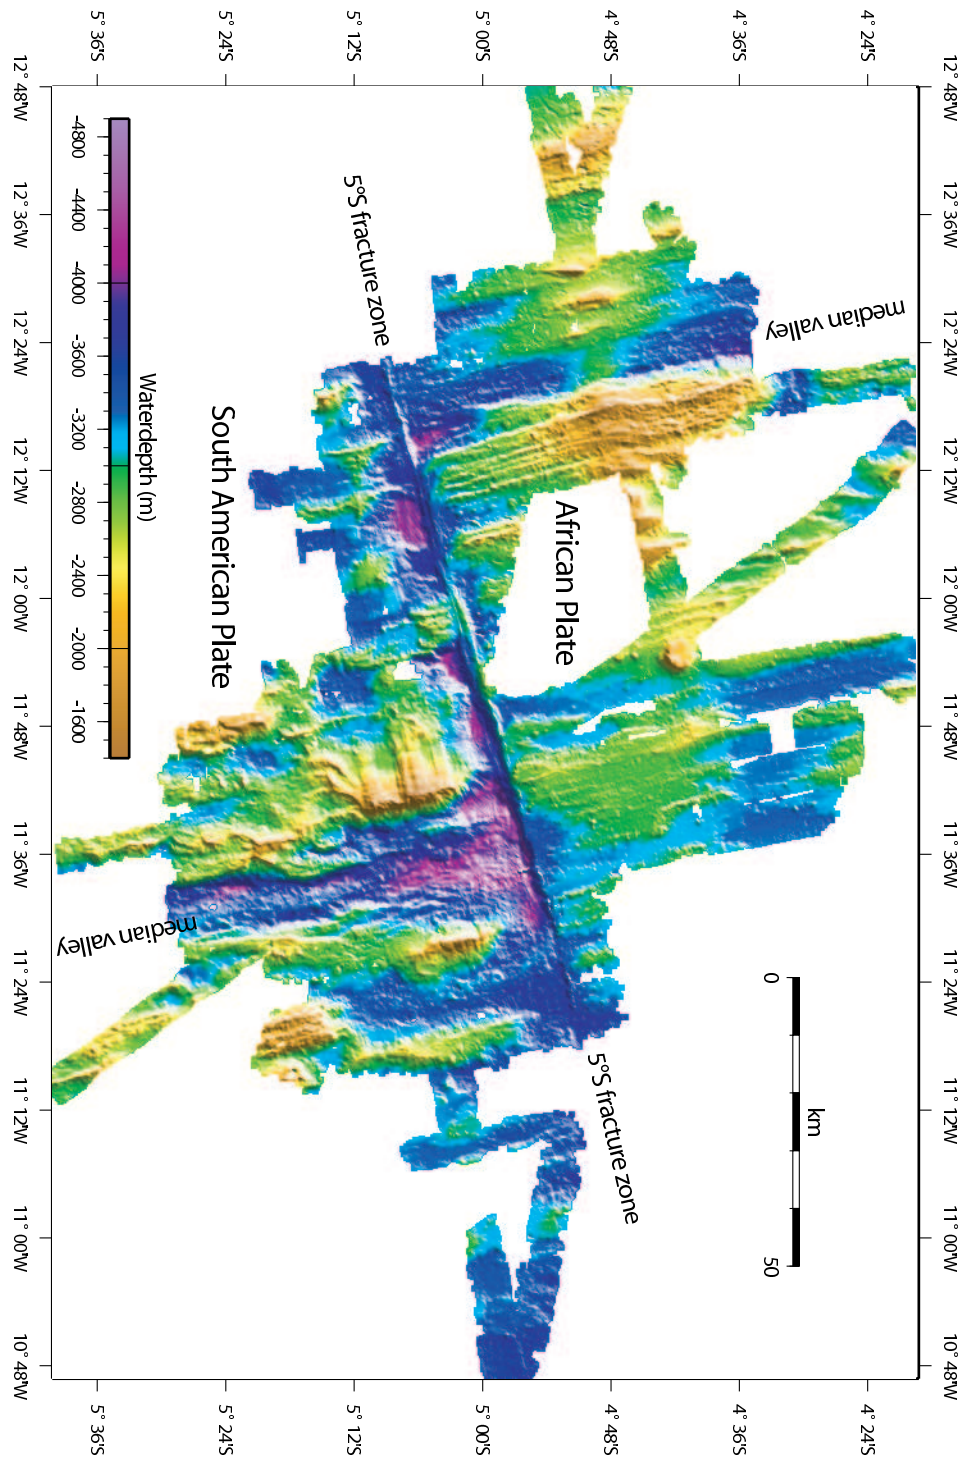 12°48'W
12°36'W
12°24'W
12°12'W
12°00'W
11°48'W
11°36'W
11°24'W
11°12'W
11°00'W
10°48'W
4°24'S
4°36'S
4°48'S
5°00'S
5°12'S
5°24'S
5°36'S
4°24'S
4°36'S
4°48'S
5°00'S
5°12'S
5°24'S
5°36'S
median valley
km
0
50
African Plate
5°S fracture zone
5°S fracture zone
South American Plate
median valley
Waterdepth (m)
-4800
-4400
-4000
-3600
-3200
-2800
-2400
-2000
-1600
12°48'W
12°36'W
12°24'W
12°12'W
12°00'W
11°48'W
11°36'W
11°24'W
11°12'W
11°00'W
10°48'W